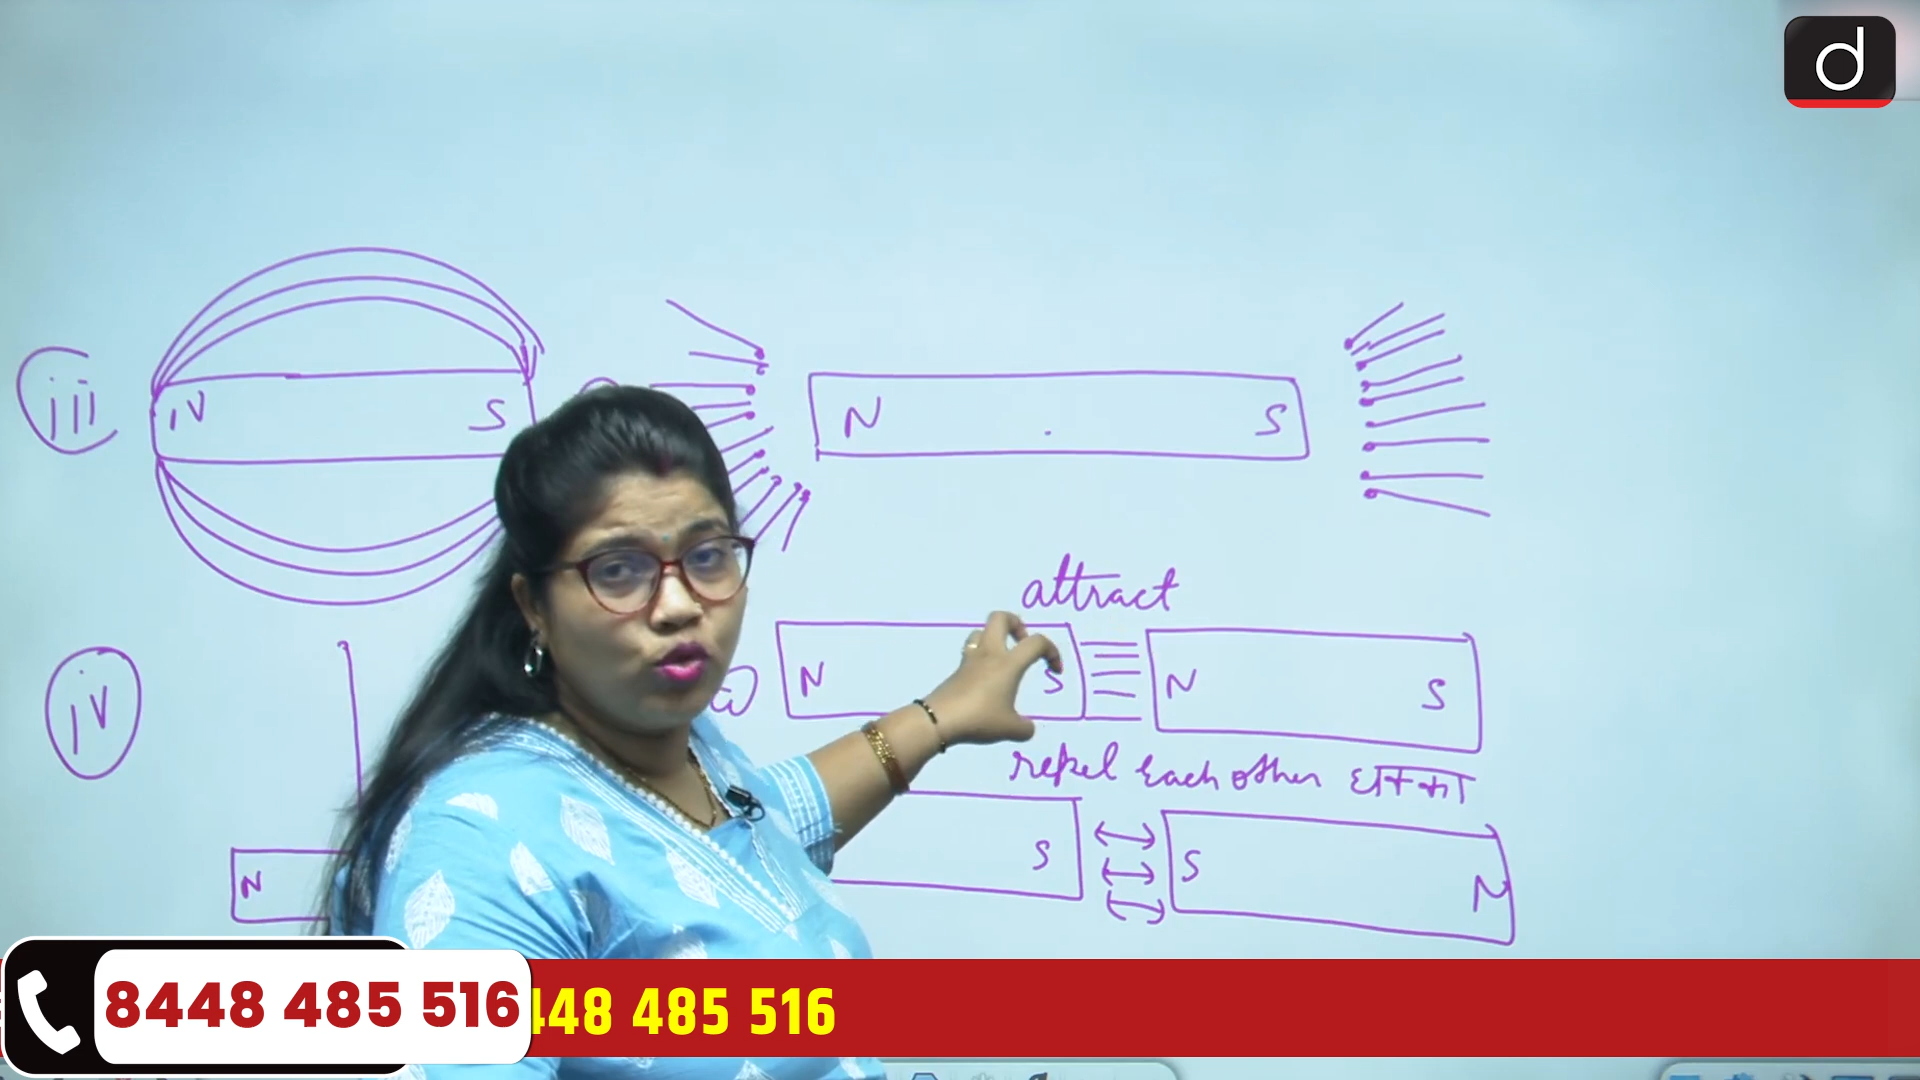 d
iii
N S
N S
attract
iv
N S N S
repel each other
S S N
N
8448 485 516
448 485 516